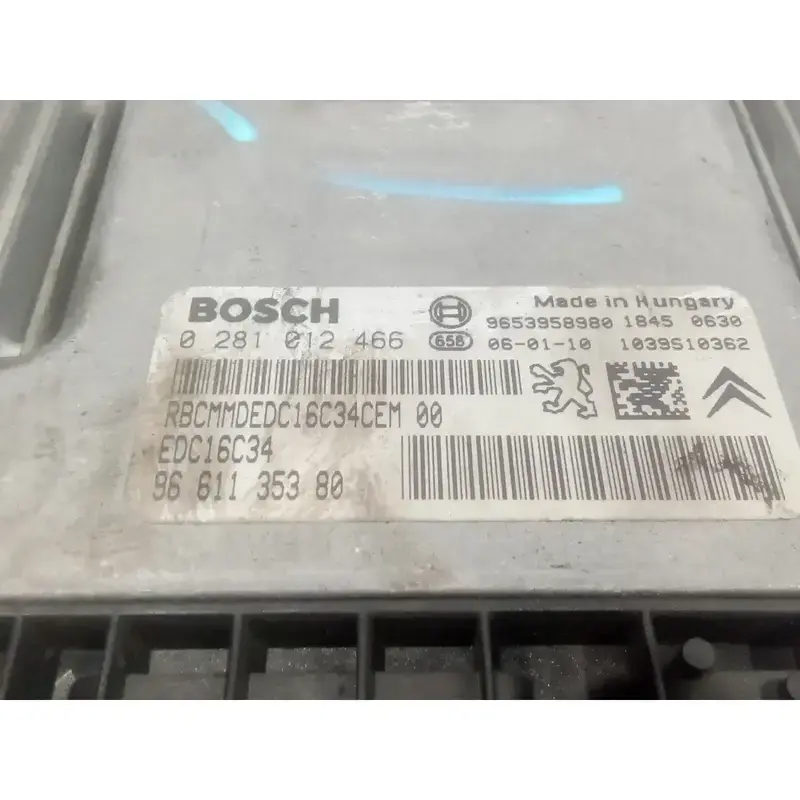 BOSCH
Made in Hungary
0 281 012 466
9653958980 1845 0630
658
06-01-10
1039S10362
RBCMMDEDC16C34CEM 00
EDC16C34
96 611 353 80